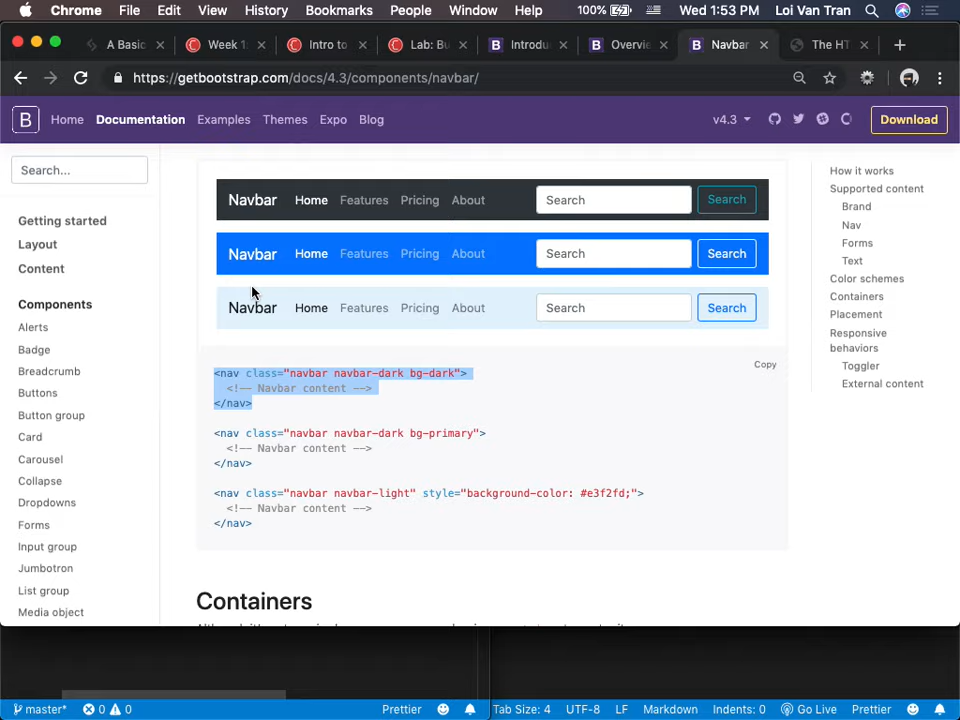 Chrome File Edit View History Bookmarks People Window Help 100% Wed 1:53 PM Loi Van Tran
A Basic Week 1: Intro to Lab: Bu Introdu Overvie Navbar The HT
https://getbootstrap.com/docs/4.3/components/navbar/
B Home Documentation Examples Themes Expo Blog v4.3 Download
Search...
Getting started
Layout
Content
Components
Alerts
Badge
Breadcrumb
Buttons
Button group
Card
Carousel
Collapse
Dropdowns
Forms
Input group
Jumbotron
List group
Media object
Navbar Home Features Pricing About Search Search
Navbar Home Features Pricing About Search Search
Navbar Home Features Pricing About Search Search
Copy
<nav class="navbar navbar-dark bg-dark">
<!-- Navbar content -->
</nav>
<nav class="navbar navbar-dark bg-primary">
<!-- Navbar content -->
</nav>
<nav class="navbar navbar-light" style="background-color: #e3f2fd;">
<!-- Navbar content -->
</nav>
Containers
How it works
Supported content
Brand
Nav
Forms
Text
Color schemes
Containers
Placement
Responsive
behaviors
Toggler
External content
master* 0 0 Prettier Tab Size: 4 UTF-8 LF Markdown Indents: 0 Go Live Prettier